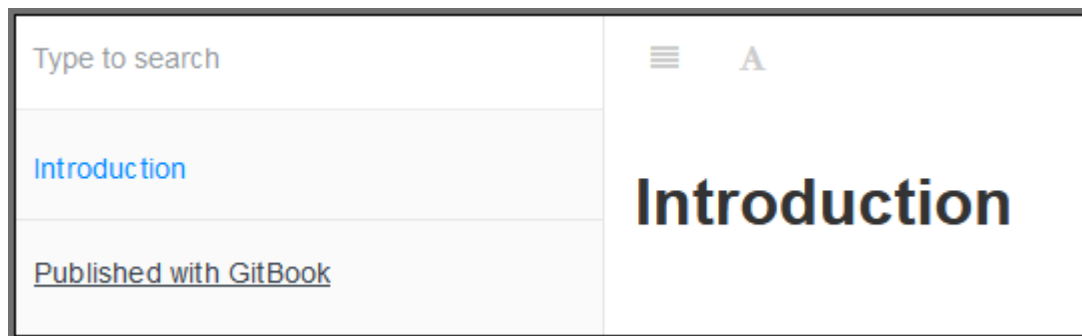 Type to search
A
Introduction
Introduction
Published with GitBook